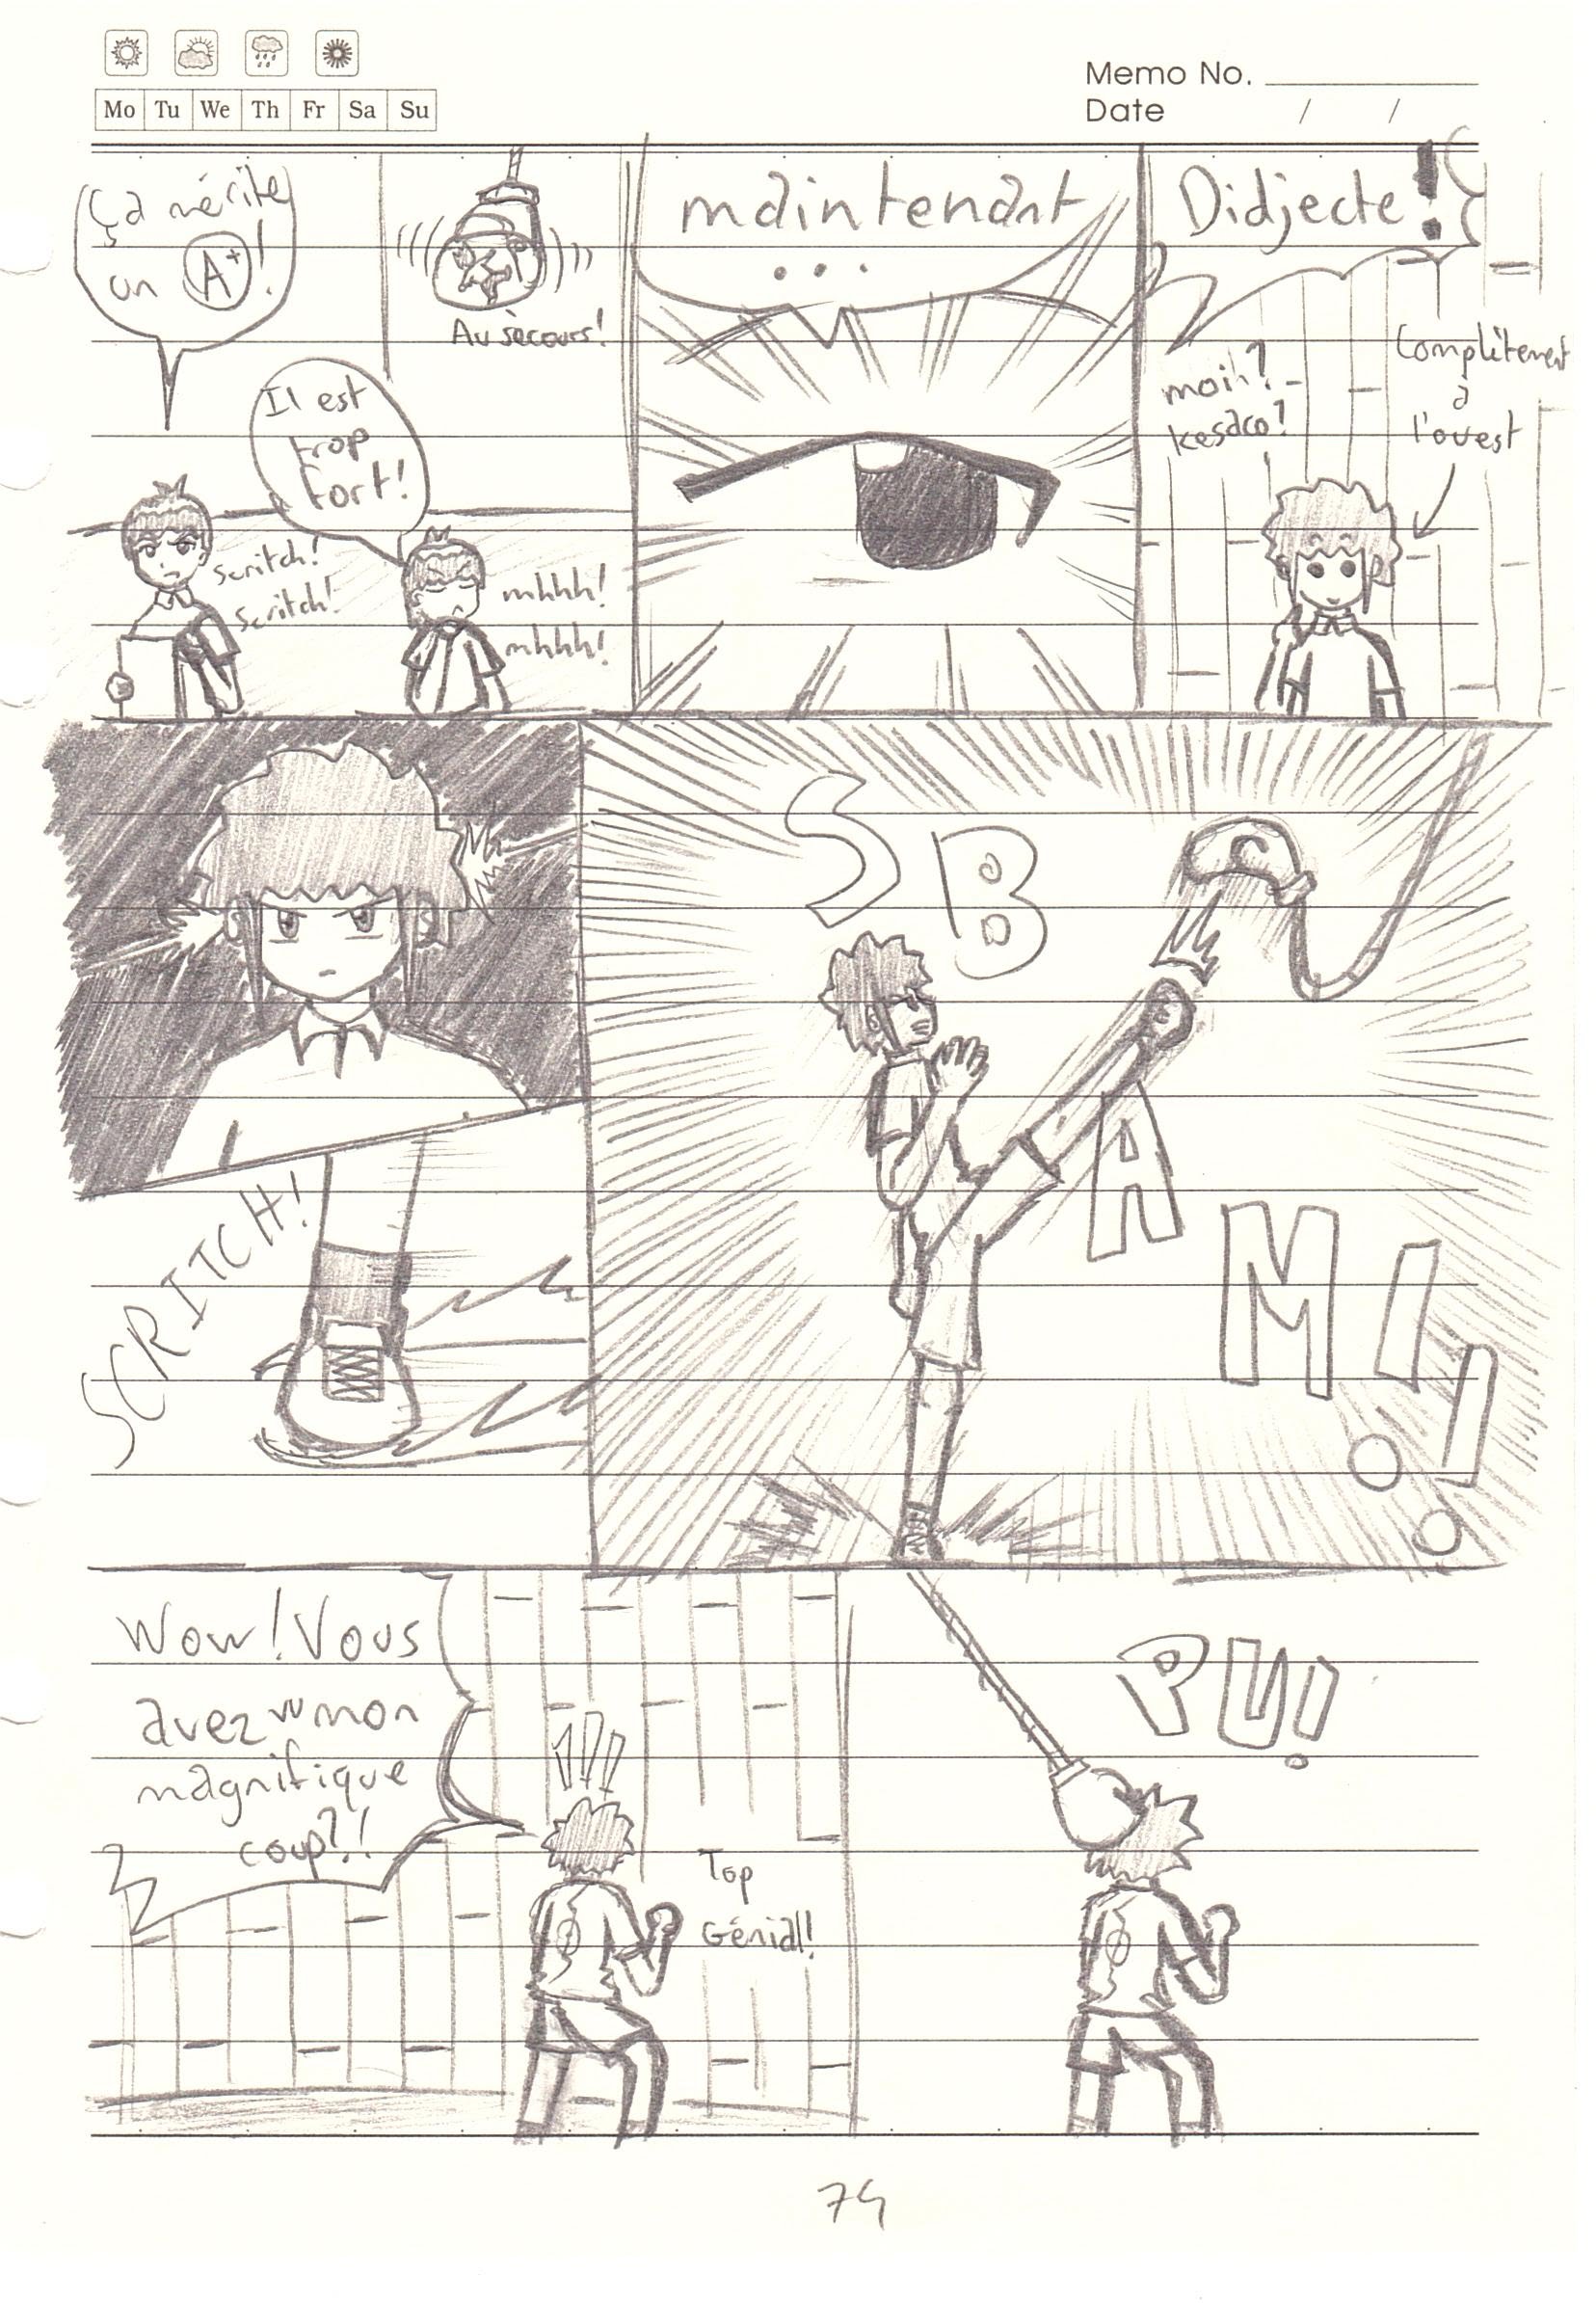 Memo No.
Mo Tu We Th Fr Sa Su
Date / /
Ça mérite
un A+!
Au secours!
Il est
trop
fort!
scritch!
scritch!
mhhh!
mhhh!
maintenant
...
Didjecte!
moih?
kesaco?
Complètement
à
l'ouest
SCRITCH!
SBAM!!!
Wow! Vous
avez vu mon
magnifique
coup?!
!!!
Top
Génial!
PU!
74